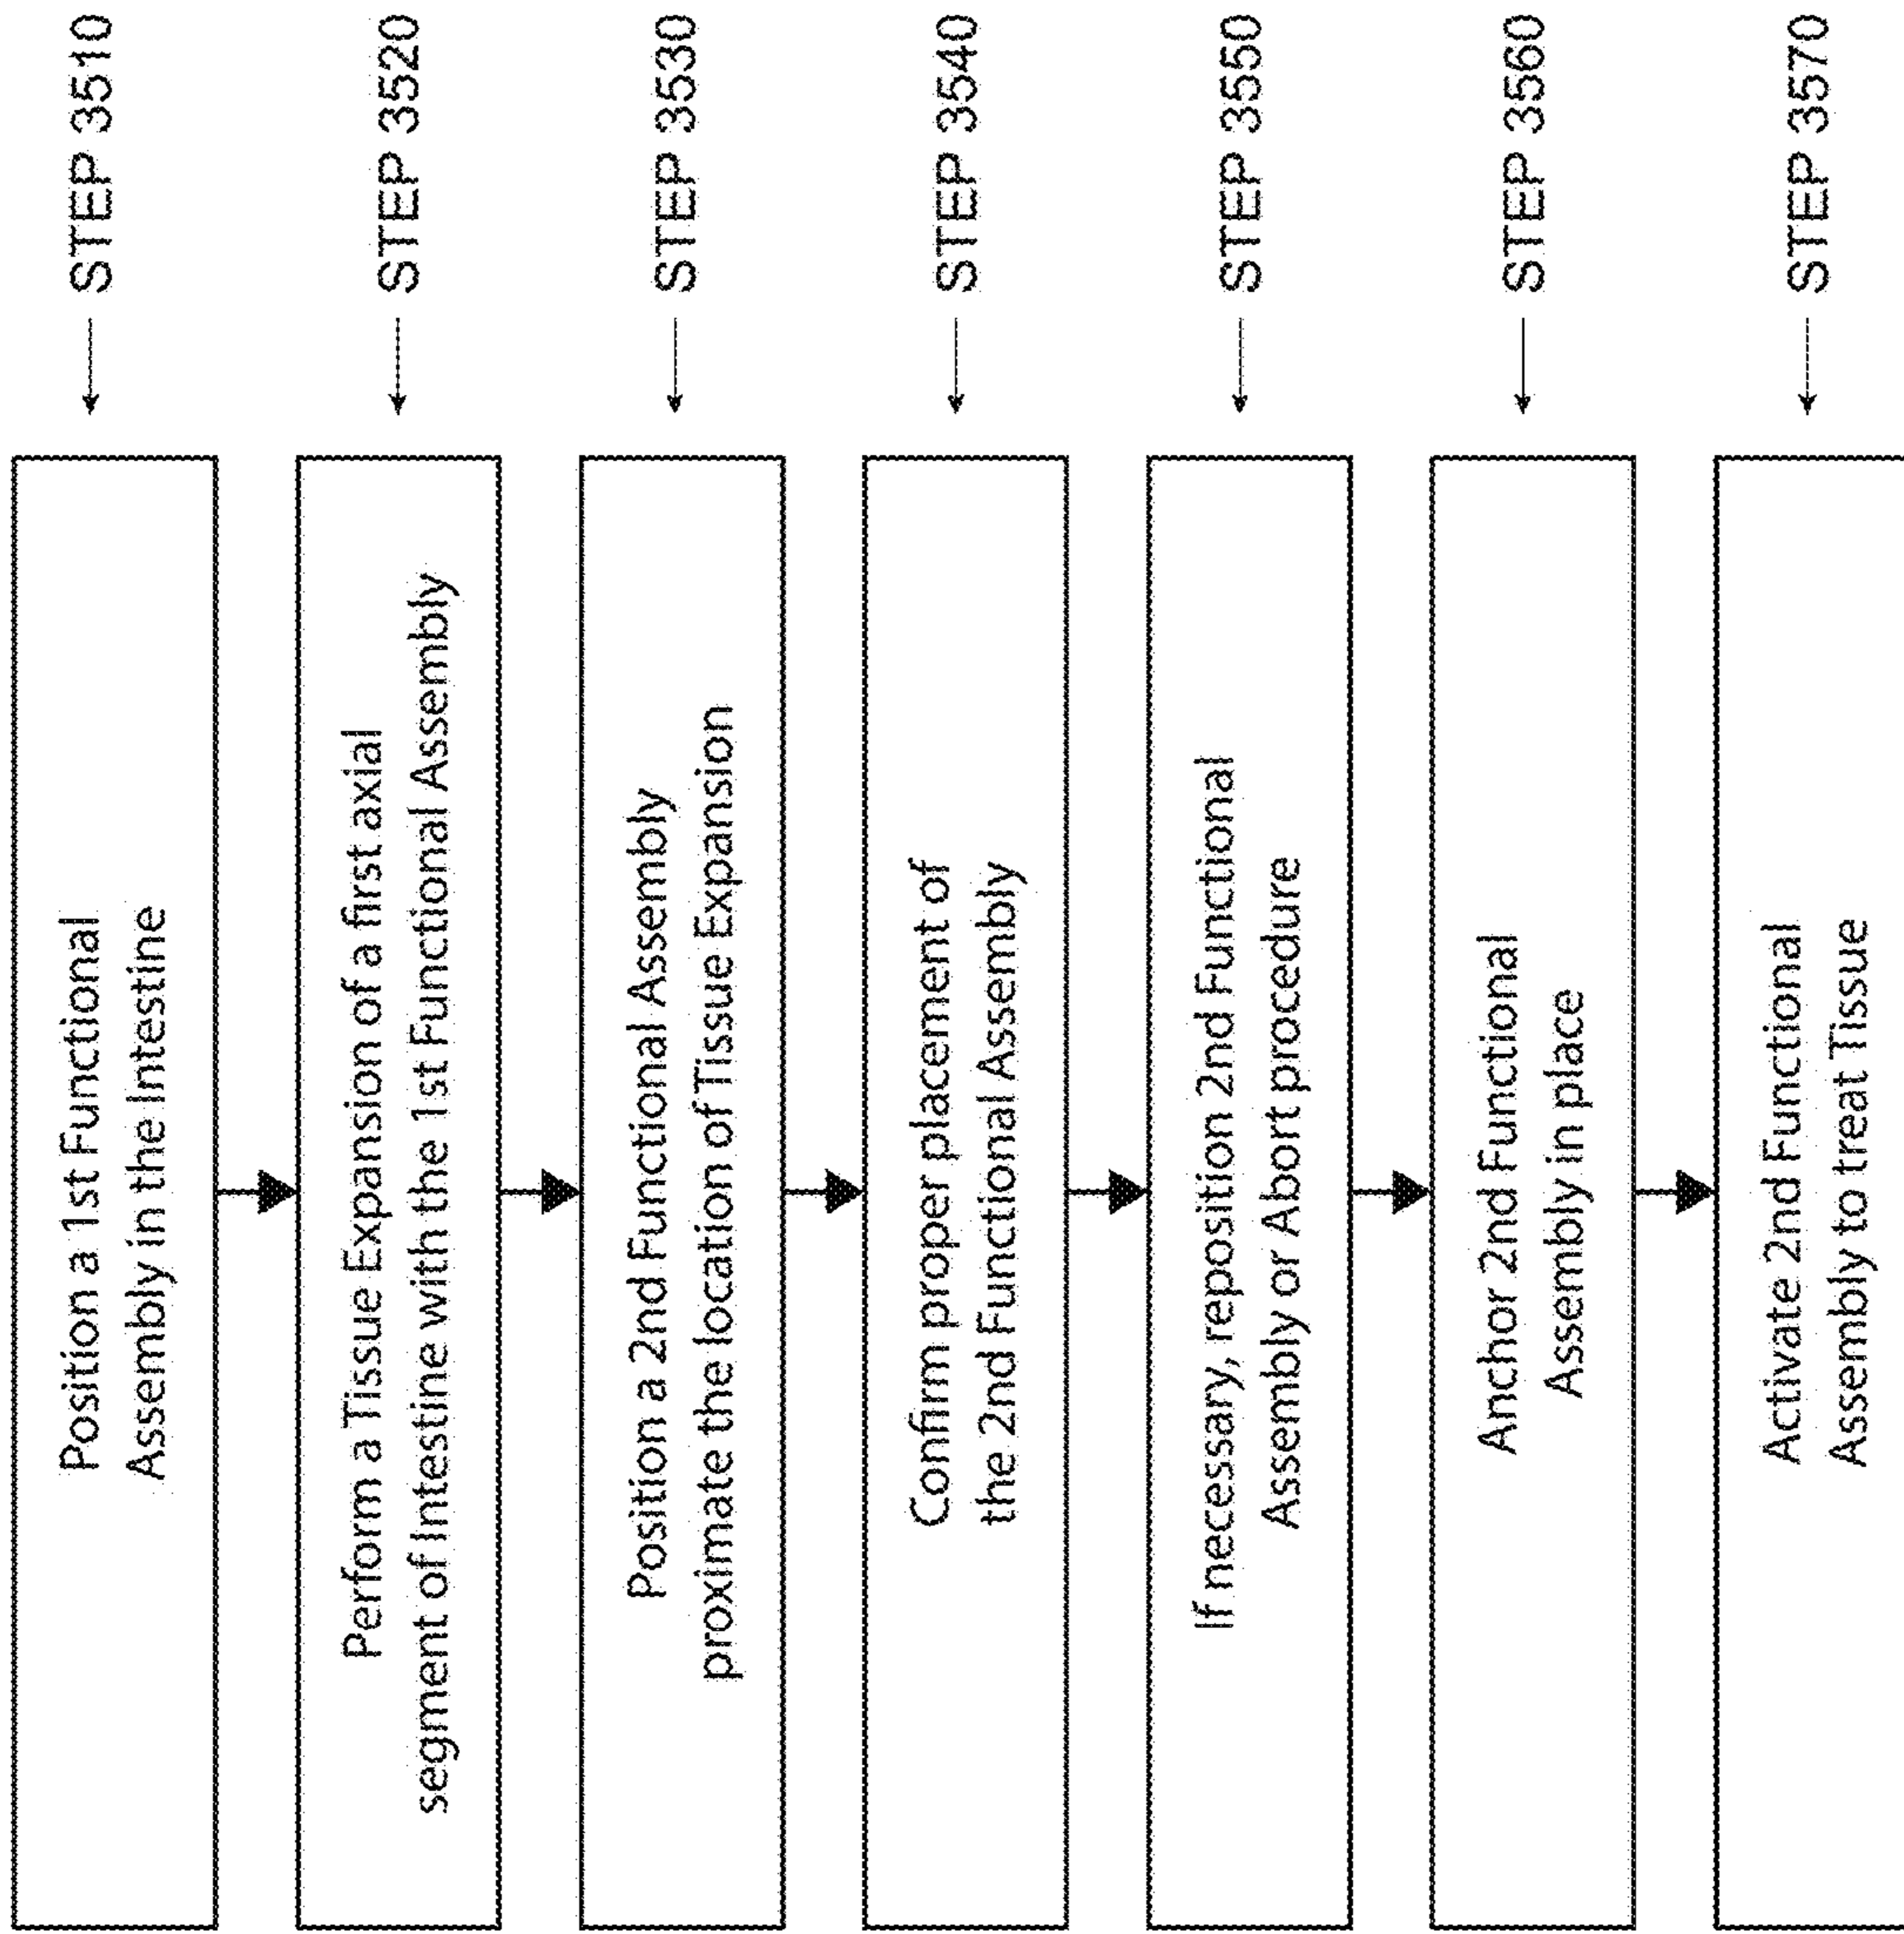 Position a 1st Functional
Assembly in the Intestine
STEP 3510
Perform a Tissue Expansion of a first axial
segment of Intestine with the 1st Functional Assembly
STEP 3520
Position a 2nd Functional Assembly
proximate the location of Tissue Expansion
STEP 3530
Confirm proper placement of
the 2nd Functional Assembly
STEP 3540
If necessary, reposition 2nd Functional
Assembly or Abort procedure
STEP 3550
Anchor 2nd Functional
Assembly in place
STEP 3560
Activate 2nd Functional
Assembly to treat Tissue
STEP 3570